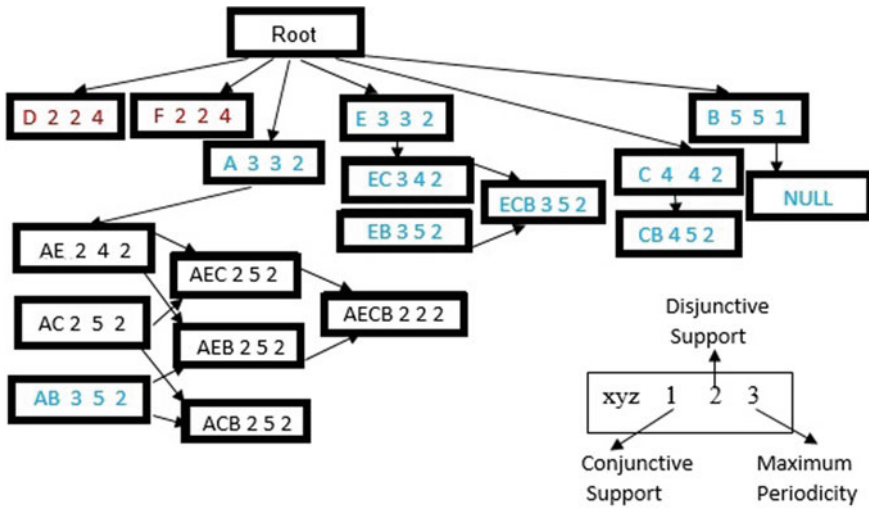 Root
D 2 2 4
F 2 2 4
E 3 3 2
B 5 5 1
A 3 3 2
EC 3 4 2
C 4 4 2
ECB 3 5 2
NULL
EB 3 5 2
CB 4 5 2
AE . 2 4 2
AEC 2 5 2
AC 2 5 2
AECB 2 2 2
AEB 2 5 2
AB 3 5 2
ACB 2 5 2
Disjunctive
Support
xyz 1 2 3
Conjunctive
Support
Maximum
Periodicity